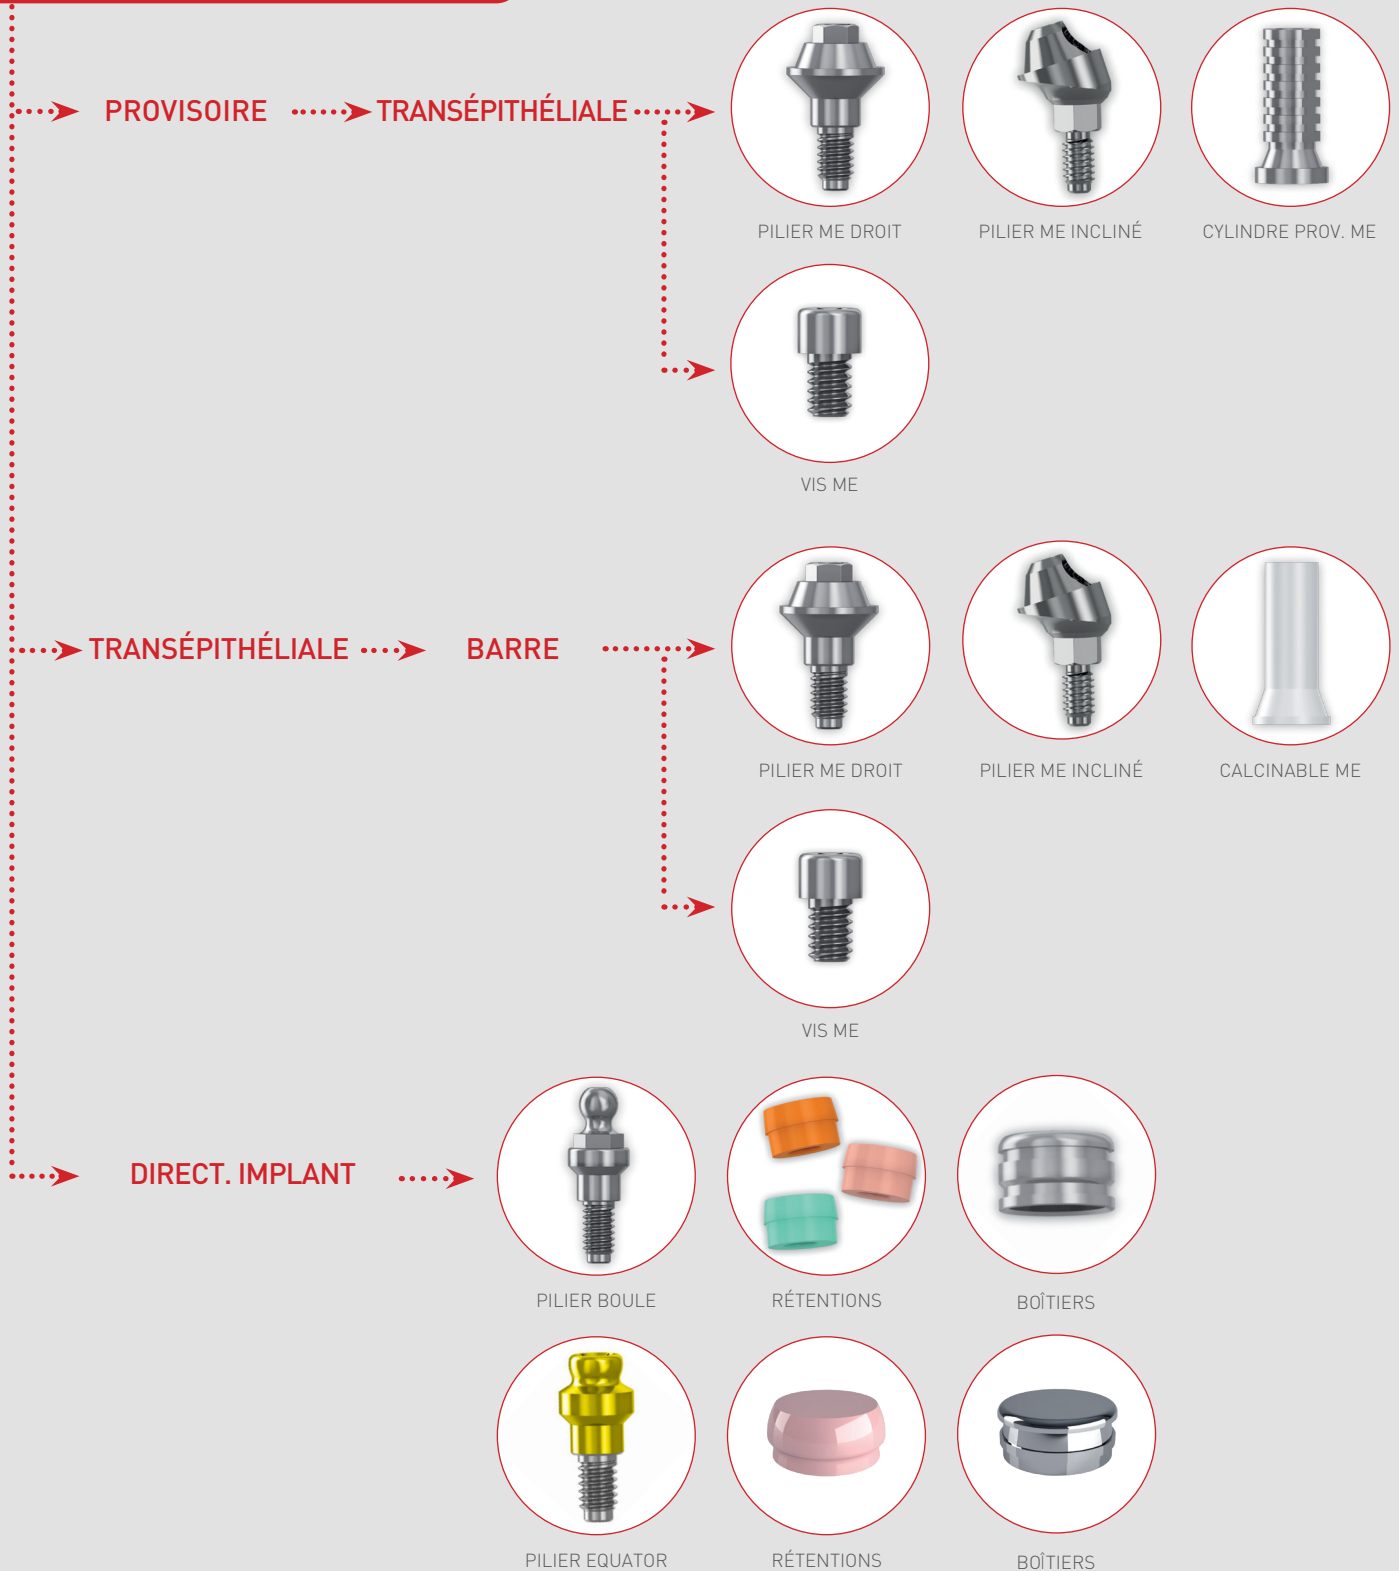 PROVISOIRE
TRANSÉPITHÉLIALE
PILIER ME DROIT
PILIER ME INCLINÉ
CYLINDRE PROV. ME
VIS ME
TRANSÉPITHÉLIALE
BARRE
PILIER ME DROIT
PILIER ME INCLINÉ
CALCINABLE ME
VIS ME
DIRECT. IMPLANT
PILIER BOULE
RÉTENTIONS
BOÎTIERS
PILIER EQUATOR
RÉTENTIONS
BOÎTIERS